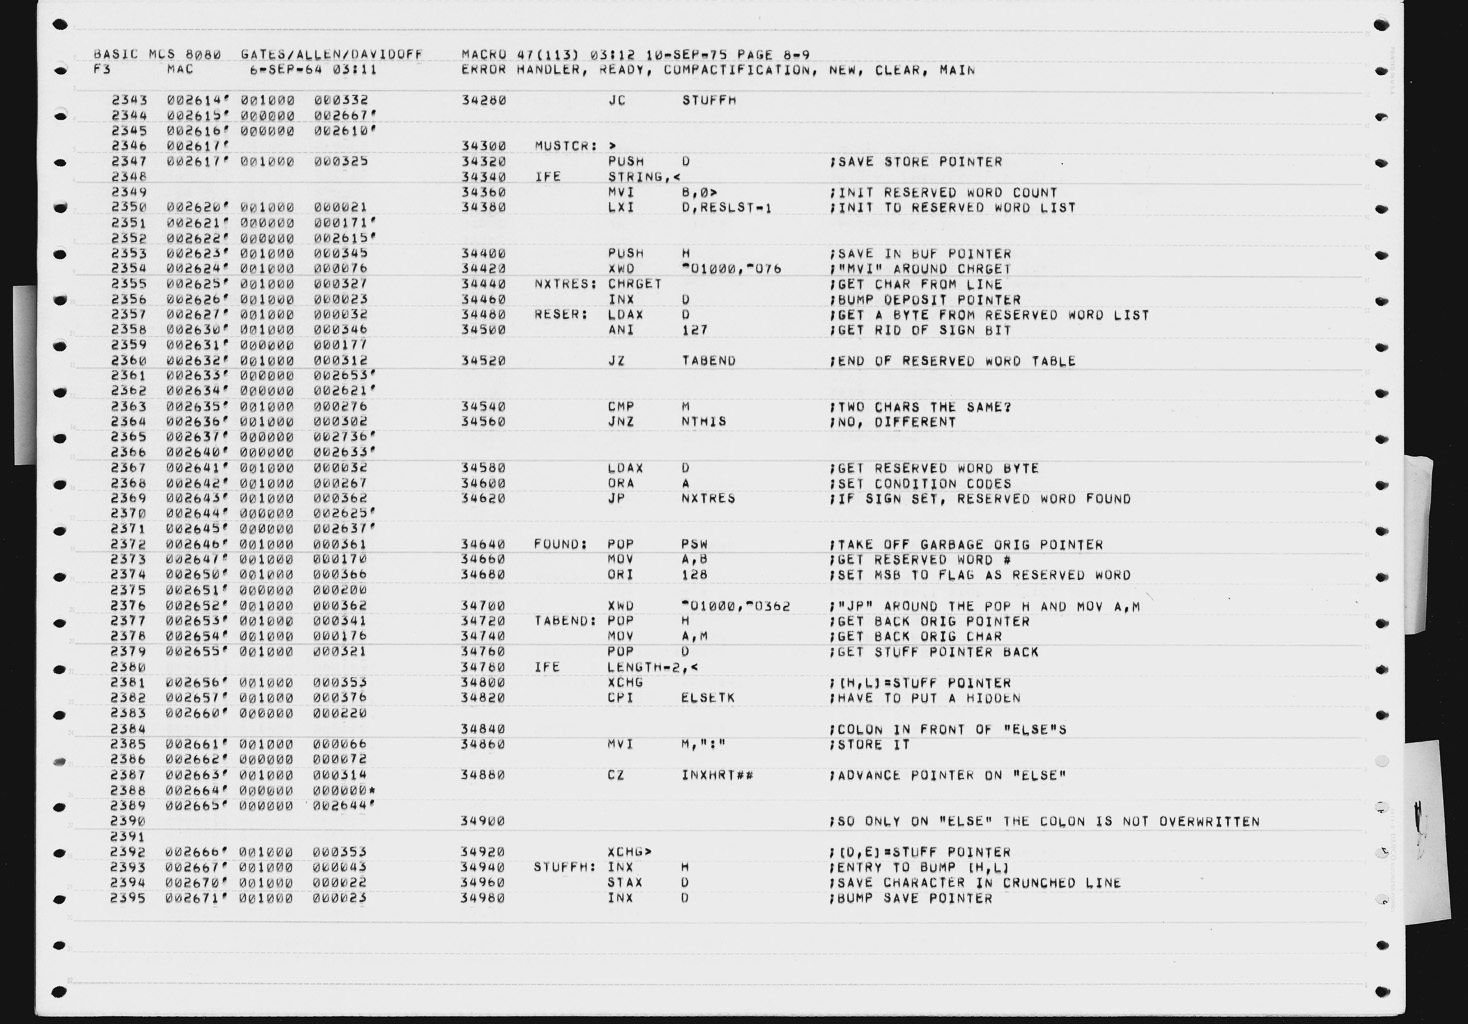 BASIC MCS 8080 GATES/ALLEN/DAVIDOFF MACRO 47(113) 03:12 10-SEP-75 PAGE 8-9
F3 MAC 6-SEP-64 03:11 ERROR HANDLER, READY, COMPACTIFICATION, NEW, CLEAR, MAIN
2343 002614' 001000 000332 34280 JC STUFFH
2344 002615' 000000 002667'
2345 002616' 000000 002610'
2346 002617' 34300 MUSTCR: >
2347 002617' 001000 000325 34320 PUSH D ;SAVE STORE POINTER
2348 34340 IFE STRING,<
2349 34360 MVI B,0> ;INIT RESERVED WORD COUNT
2350 002620' 001000 000021 34380 LXI D,RESLST-1 ;INIT TO RESERVED WORD LIST
2351 002621' 000000 000171'
2352 002622' 000000 002615'
2353 002623' 001000 000345 34400 PUSH H ;SAVE IN BUF POINTER
2354 002624' 001000 000076 34420 XWD ^O1000,^O76 ;"MVI" AROUND CHRGET
2355 002625' 001000 000327 34440 NXTRES: CHRGET ;GET CHAR FROM LINE
2356 002626' 001000 000023 34460 INX D ;BUMP DEPOSIT POINTER
2357 002627' 001000 000032 34480 RESER: LDAX D ;GET A BYTE FROM RESERVED WORD LIST
2358 002630' 001000 000346 34500 ANI 127 ;GET RID OF SIGN BIT
2359 002631' 000000 000177
2360 002632' 001000 000312 34520 JZ TABEND ;END OF RESERVED WORD TABLE
2361 002633' 000000 002653'
2362 002634' 000000 002621'
2363 002635' 001000 000276 34540 CMP M ;TWO CHARS THE SAME?
2364 002636' 001000 000302 34560 JNZ NTHIS ;NO, DIFFERENT
2365 002637' 000000 002736'
2366 002640' 000000 002633'
2367 002641' 001000 000032 34580 LDAX D ;GET RESERVED WORD BYTE
2368 002642' 001000 000267 34600 ORA A ;SET CONDITION CODES
2369 002643' 001000 000362 34620 JP NXTRES ;IF SIGN SET, RESERVED WORD FOUND
2370 002644' 000000 002625'
2371 002645' 000000 002637'
2372 002646' 001000 000361 34640 FOUND: POP PSW ;TAKE OFF GARBAGE ORIG POINTER
2373 002647' 001000 000170 34660 MOV A,B ;GET RESERVED WORD #
2374 002650' 001000 000366 34680 ORI 128 ;SET MSB TO FLAG AS RESERVED WORD
2375 002651' 000000 000200
2376 002652' 001000 000362 34700 XWD ^O1000,^O362 ;"JP" AROUND THE POP H AND MOV A,M
2377 002653' 001000 000341 34720 TABEND: POP H ;GET BACK ORIG POINTER
2378 002654' 001000 000176 34740 MOV A,M ;GET BACK ORIG CHAR
2379 002655' 001000 000321 34760 POP D ;GET STUFF POINTER BACK
2380 34780 IFE LENGTH-2,<
2381 002656' 001000 000353 34800 XCHG ;[H,L]=STUFF POINTER
2382 002657' 001000 000376 34820 CPI ELSETK ;HAVE TO PUT A HIDDEN
2383 002660' 000000 000220
2384 34840 ;COLON IN FRONT OF "ELSE"S
2385 002661' 001000 000066 34860 MVI M,":" ;STORE IT
2386 002662' 000000 000072
2387 002663' 001000 000314 34880 CZ INXHRT## ;ADVANCE POINTER ON "ELSE"
2388 002664' 000000 000000*
2389 002665' 000000 002644'
2390 34900 ;SO ONLY ON "ELSE" THE COLON IS NOT OVERWRITTEN
2391
2392 002666' 001000 000353 34920 XCHG> ;[D,E]=STUFF POINTER
2393 002667' 001000 000043 34940 STUFFH: INX H ;ENTRY TO BUMP [H,L]
2394 002670' 001000 000022 34960 STAX D ;SAVE CHARACTER IN CRUNCHED LINE
2395 002671' 001000 000023 34980 INX D ;BUMP SAVE POINTER